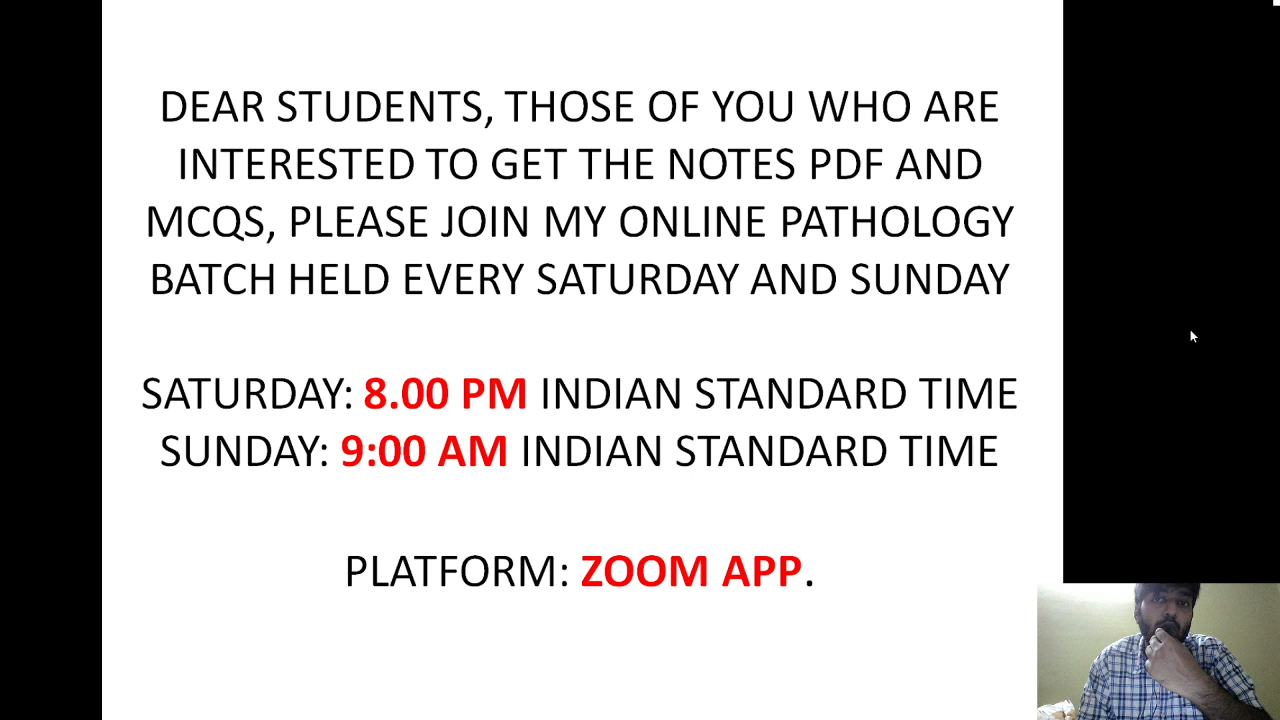 DEAR STUDENTS, THOSE OF YOU WHO ARE
INTERESTED TO GET THE NOTES PDF AND
MCQS, PLEASE JOIN MY ONLINE PATHOLOGY
BATCH HELD EVERY SATURDAY AND SUNDAY
SATURDAY: 8.00 PM INDIAN STANDARD TIME
SUNDAY: 9:00 AM INDIAN STANDARD TIME
PLATFORM: ZOOM APP.